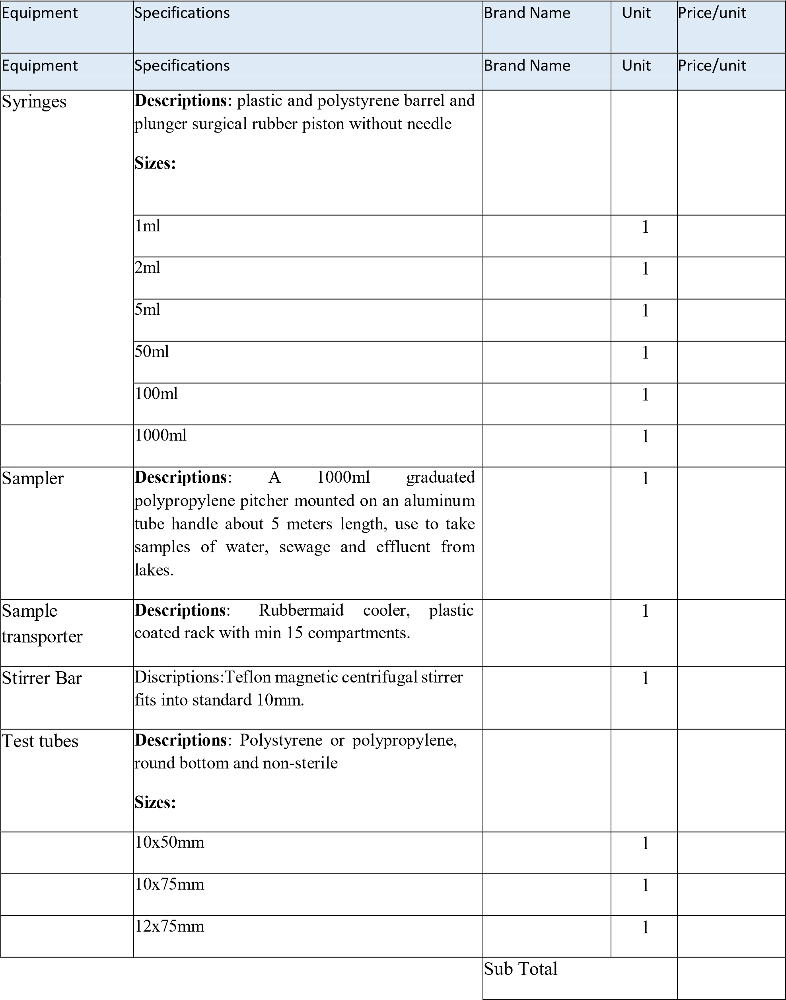 Equipment Specifications Brand Name Unit Price/unit
Equipment Specifications Brand Name Unit Price/unit
Syringes Descriptions: plastic and polystyrene barrel and
plunger surgical rubber piston without needle
Sizes:
1ml 1
2ml 1
5ml 1
50ml 1
100ml 1
1000ml 1
Sampler Descriptions: A 1000ml graduated 1
polypropylene pitcher mounted on an aluminum
tube handle about 5 meters length, use to take
samples of water, sewage and effluent from
lakes.
Sample Descriptions: Rubbermaid cooler, plastic 1
transporter coated rack with min 15 compartments.
Stirrer Bar Discriptions:Teflon magnetic centrifugal stirrer 1
fits into standard 10mm.
Test tubes Descriptions: Polystyrene or polypropylene,
round bottom and non-sterile
Sizes:
10x50mm 1
10x75mm 1
12x75mm 1
Sub Total